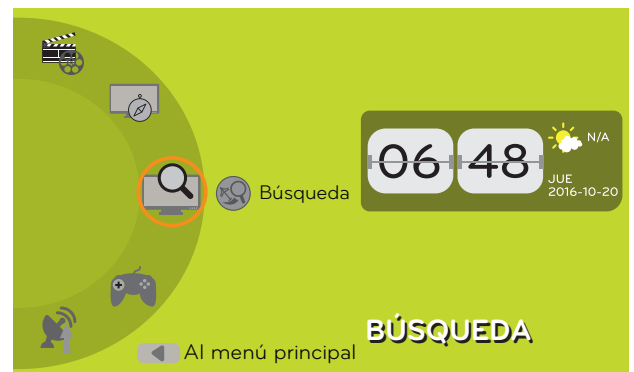 06 48
N/A
JUE
2016-10-20
Búsqueda
BÚSQUEDA
Al menú principal